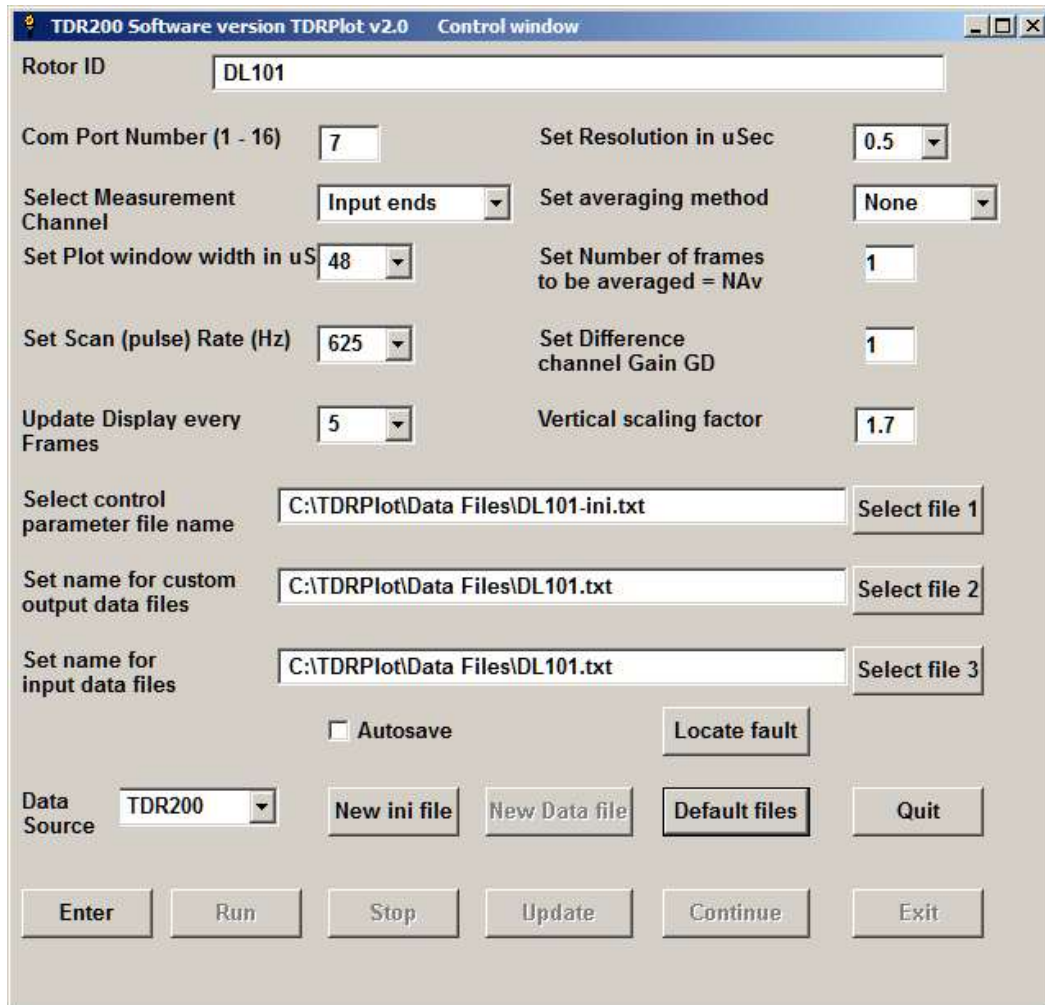 TDR200 Software version TDRPlot v2.0 Control window
Rotor ID DL101
Com Port Number (1 - 16) 7 Set Resolution in uSec 0.5
Select Measurement Channel Input ends Set averaging method None
Set Plot window width in uS 48 Set Number of frames to be averaged = NAv 1
Set Scan (pulse) Rate (Hz) 625 Set Difference channel Gain GD 1
Update Display every Frames 5 Vertical scaling factor 1.7
Select control parameter file name C:\TDRPlot\Data Files\DL101-ini.txt Select file 1
Set name for custom output data files C:\TDRPlot\Data Files\DL101.txt Select file 2
Set name for input data files C:\TDRPlot\Data Files\DL101.txt Select file 3
Autosave Locate fault
Data Source TDR200 New ini file New Data file Default files Quit
Enter Run Stop Update Continue Exit